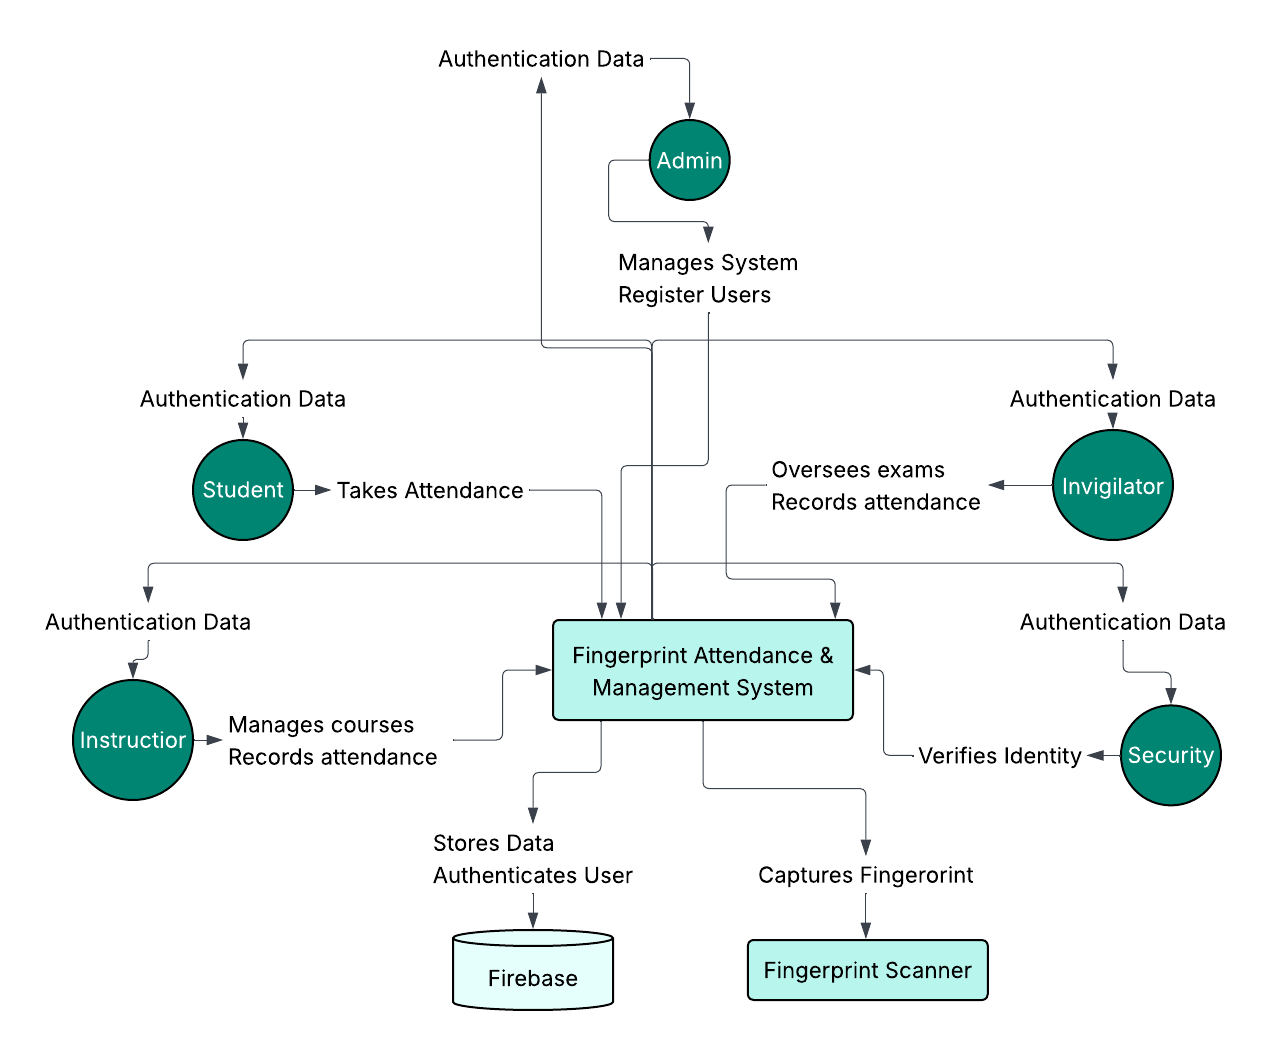 Authentication Data
Admin
Manages System
Register Users
Authentication Data
Authentication Data
Student
Takes Attendance
Oversees exams
Records attendance
Invigilator
Authentication Data
Authentication Data
Fingerprint Attendance &
Management System
Instructior
Manages courses
Records attendance
Verifies Identity
Security
Stores Data
Authenticates User
Captures Fingerorint
Firebase
Fingerprint Scanner